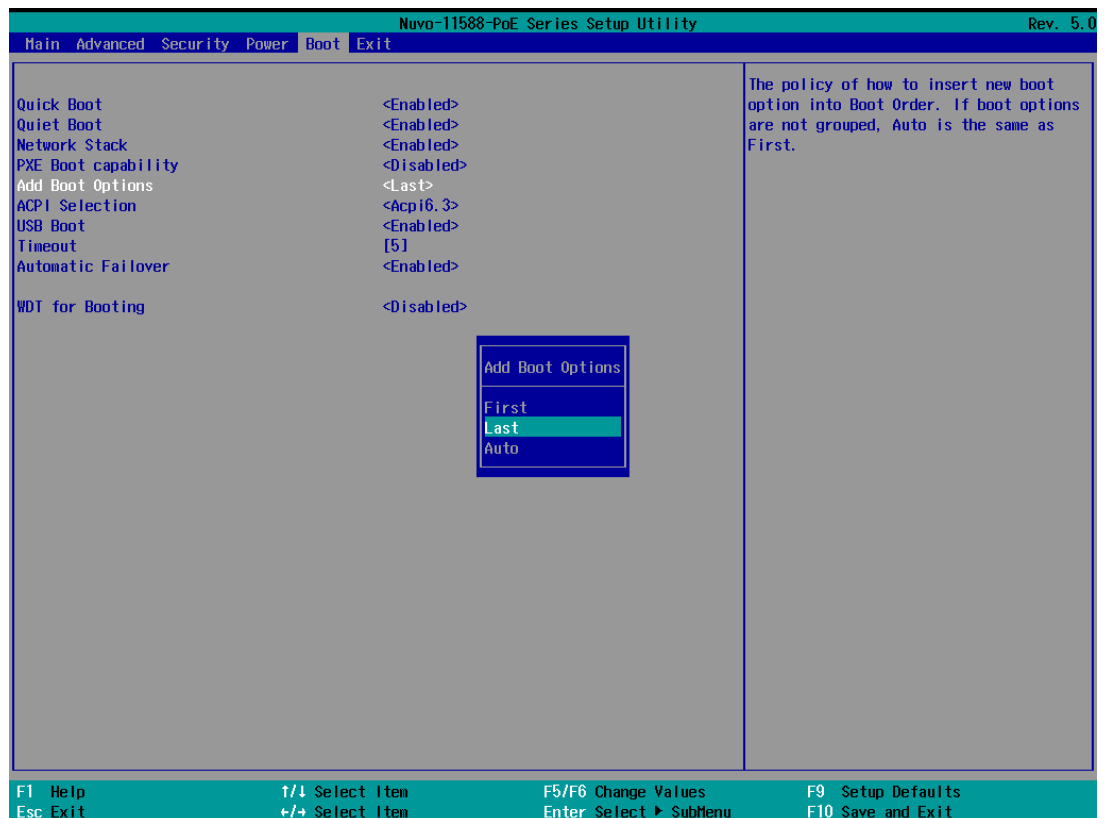 Nuvo-11588-PoE Series Setup Utility Rev. 5.0
Main Advanced Security Power Boot Exit
Quick Boot <Enabled>
Quiet Boot <Enabled>
Network Stack <Enabled>
PXE Boot capability <Disabled>
Add Boot Options <Last>
ACPI Selection <Acpi6.3>
USB Boot <Enabled>
Timeout [5]
Automatic Failover <Enabled>
WDT for Booting <Disabled>
Add Boot Options
First
Last
Auto
The policy of how to insert new boot
option into Boot Order. If boot options
are not grouped, Auto is the same as
First.
F1 Help ↑/↓ Select Item F5/F6 Change Values F9 Setup Defaults
Esc Exit ←/→ Select Item Enter Select ▶ SubMenu F10 Save and Exit